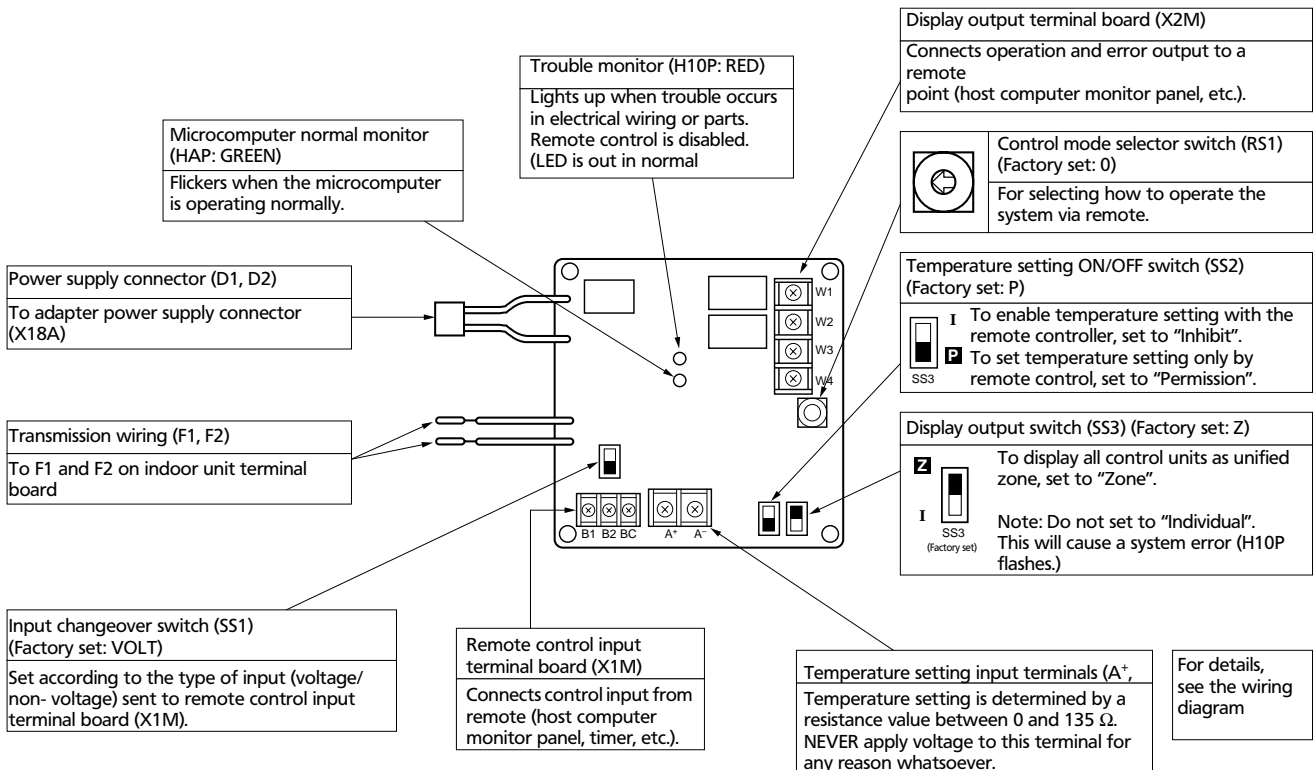 Display output terminal board (X2M)
Connects operation and error output to a
remote
point (host computer monitor panel, etc.).
Trouble monitor (H10P: RED)
Lights up when trouble occurs
in electrical wiring or parts.
Remote control is disabled.
(LED is out in normal
Microcomputer normal monitor
(HAP: GREEN)
Flickers when the microcomputer
is operating normally.
Control mode selector switch (RS1)
(Factory set: 0)
For selecting how to operate the
system via remote.
Power supply connector (D1, D2)
To adapter power supply connector
(X18A)
Temperature setting ON/OFF switch (SS2)
(Factory set: P)
I To enable temperature setting with the
remote controller, set to “Inhibit”.
P To set temperature setting only by
remote control, set to “Permission”.
SS3
W1
W2
W3
W4
Transmission wiring (F1, F2)
To F1 and F2 on indoor unit terminal
board
Display output switch (SS3) (Factory set: Z)
Z
I
SS3
(Factory set)
To display all control units as unified
zone, set to “Zone”.
Note: Do not set to “Individual”.
This will cause a system error (H10P
flashes.)
B1 B2 BC A⁺ A⁻
Input changeover switch (SS1)
(Factory set: VOLT)
Set according to the type of input (voltage/
non- voltage) sent to remote control input
terminal board (X1M).
Remote control input
terminal board (X1M)
Connects control input from
remote (host computer
monitor panel, timer, etc.).
Temperature setting input terminals (A⁺,
Temperature setting is determined by a
resistance value between 0 and 135 Ω.
NEVER apply voltage to this terminal for
any reason whatsoever.
For details,
see the wiring
diagram